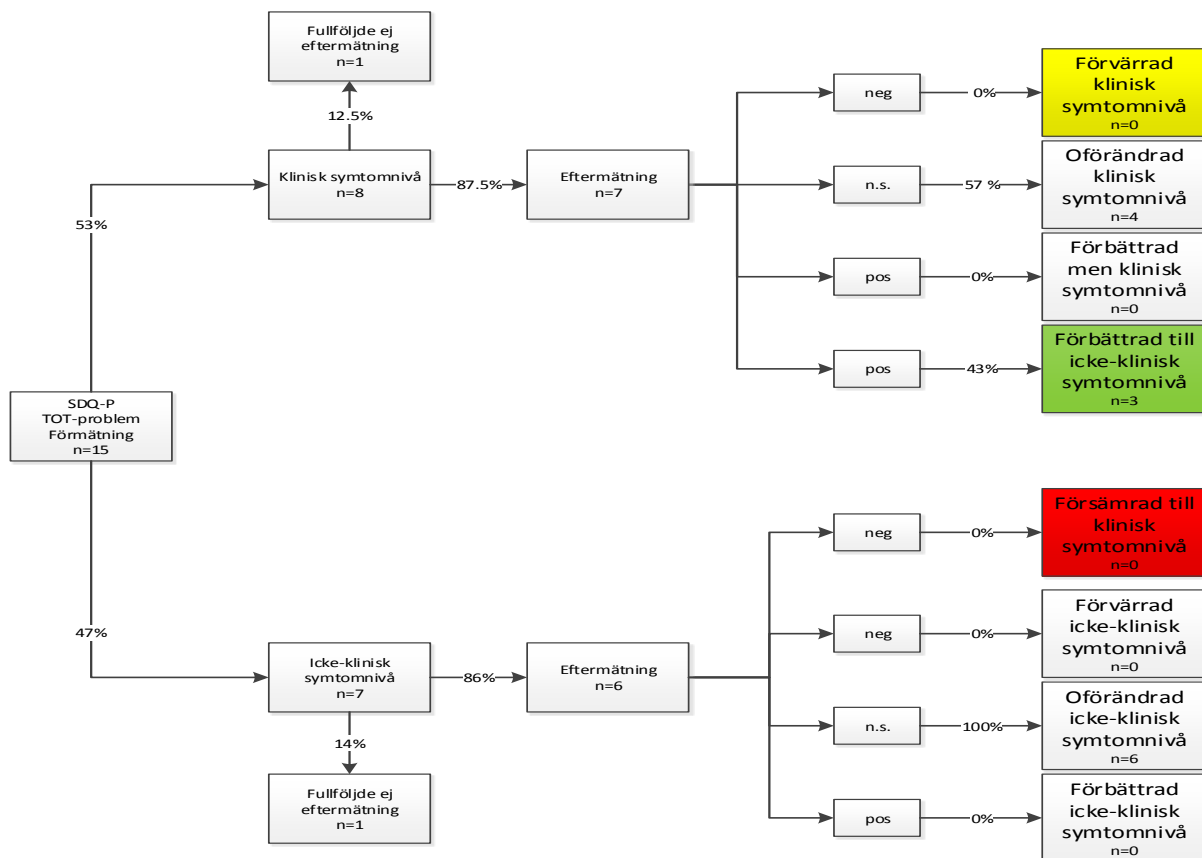 Fullföljde ej
eftermätning
n=1
12.5%
Klinisk symtomnivå
n=8
87.5%
Eftermätning
n=7
53%
neg
0%
Förvärrad
klinisk
symtomnivå
n=0
n.s.
57 %
Oförändrad
klinisk
symtomnivå
n=4
pos
0%
Förbättrad
men klinisk
symtomnivå
n=0
pos
43%
Förbättrad till
icke-klinisk
symtomnivå
n=3
SDQ-P
TOT-problem
Förmätning
n=15
47%
Icke-klinisk
symtomnivå
n=7
86%
Eftermätning
n=6
14%
Fullföljde ej
eftermätning
n=1
neg
0%
Försämrad till
klinisk
symtomnivå
n=0
neg
0%
Förvärrad
icke-klinisk
symtomnivå
n=0
n.s.
100%
Oförändrad
icke-klinisk
symtomnivå
n=6
pos
0%
Förbättrad
icke-klinisk
symtomnivå
n=0